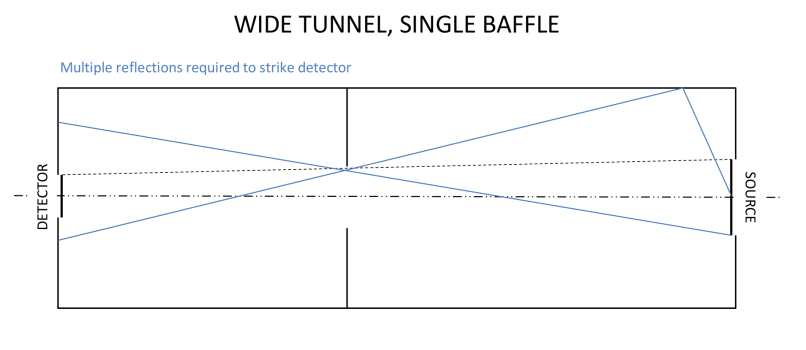 WIDE TUNNEL, SINGLE BAFFLE
Multiple reflections required to strike detector
DETECTOR
SOURCE